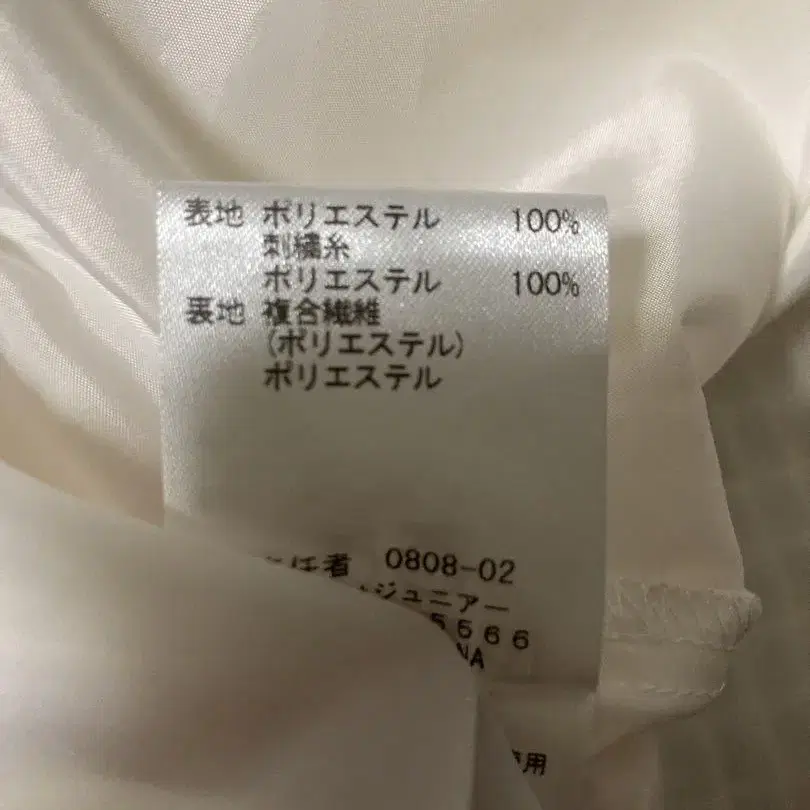 表地 ポリエステル 100%
刺繍糸
ポリエステル 100%
表地 複合繊維
(ポリエステル)
ポリエステル
任者 0808-02
ジュニアー
5566
NA
用